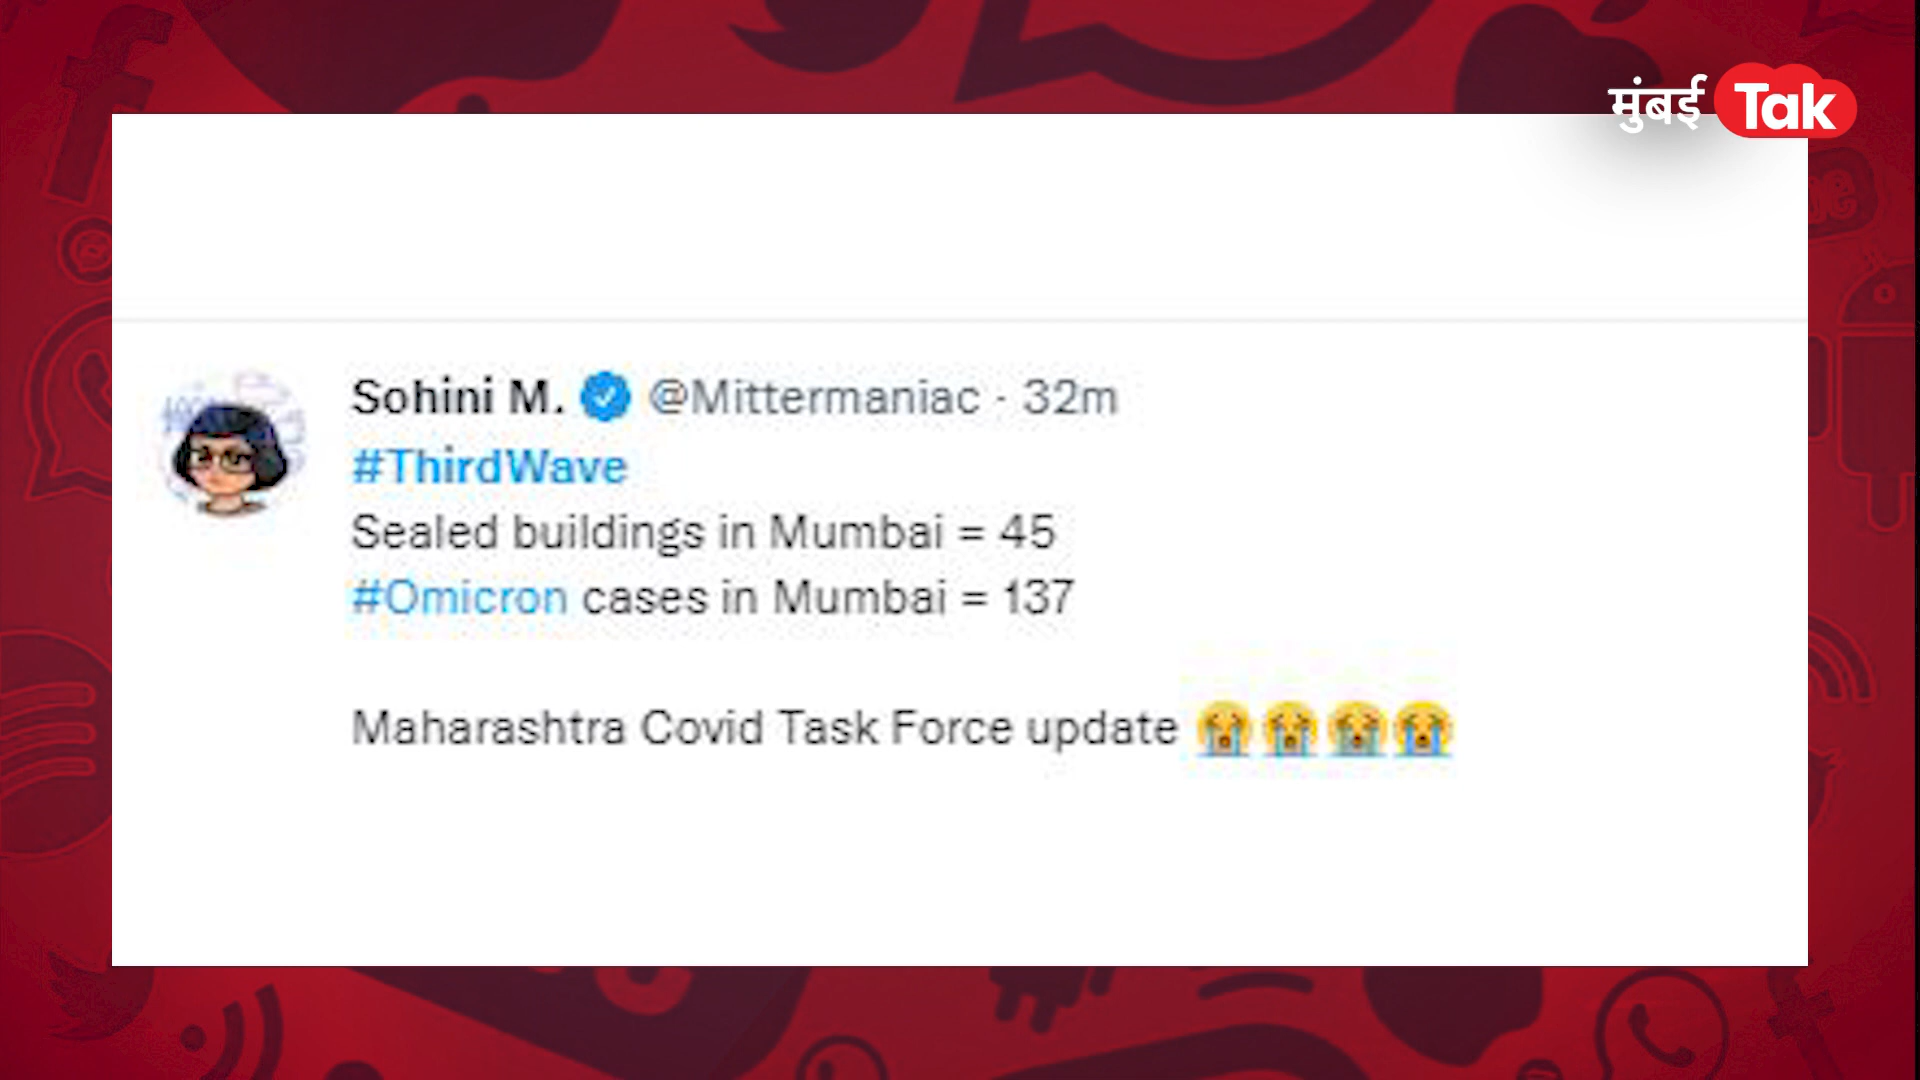 मुंबई Tak
Sohini M. @Mittermaniac · 32m
#ThirdWave
Sealed buildings in Mumbai = 45
#Omicron cases in Mumbai = 137
Maharashtra Covid Task Force update 😭😭😭😭